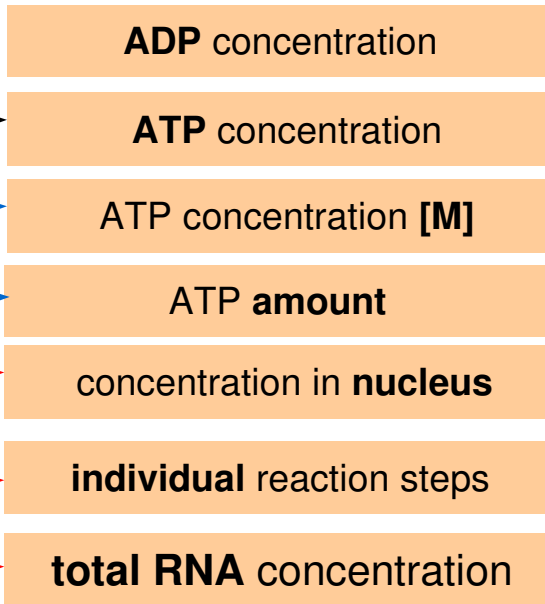 ADP concentration
ATP concentration
ATP concentration [M]
ATP amount
concentration in nucleus
individual reaction steps
total RNA concentration